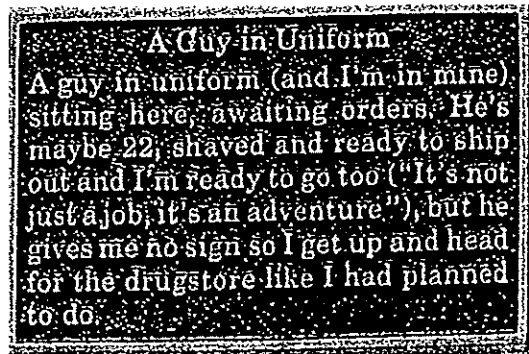 A Guy in Uniform
A guy in uniform (and I'm in mine)
sitting here, awaiting orders. He's
maybe 22, shaved and ready to ship
out and I'm ready to go too ("It's not
just a job, it's an adventure"), but he
gives me no sign so I get up and head
for the drugstore like I had planned
to do.